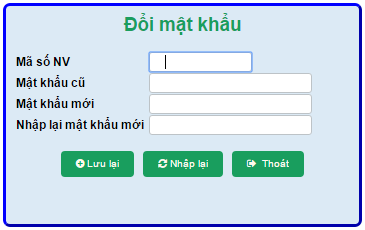 Đổi mật khẩu
Mã số NV
Mật khẩu cũ
Mật khẩu mới
Nhập lại mật khẩu mới
Lưu lại Nhập lại Thoát